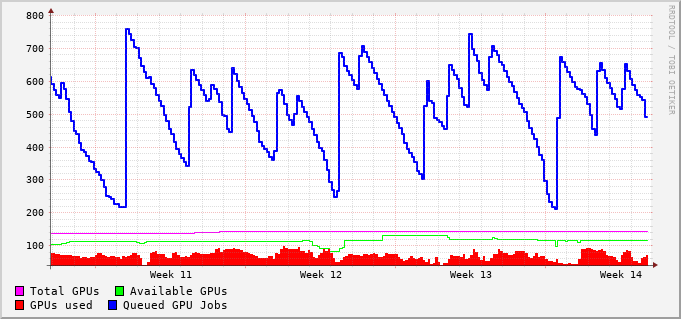 800
700
600
500
400
300
200
100
Week 11 Week 12 Week 13 Week 14
Total GPUs Available GPUs
GPUs used Queued GPU Jobs
RRDTOOL / TOBI OETIKER